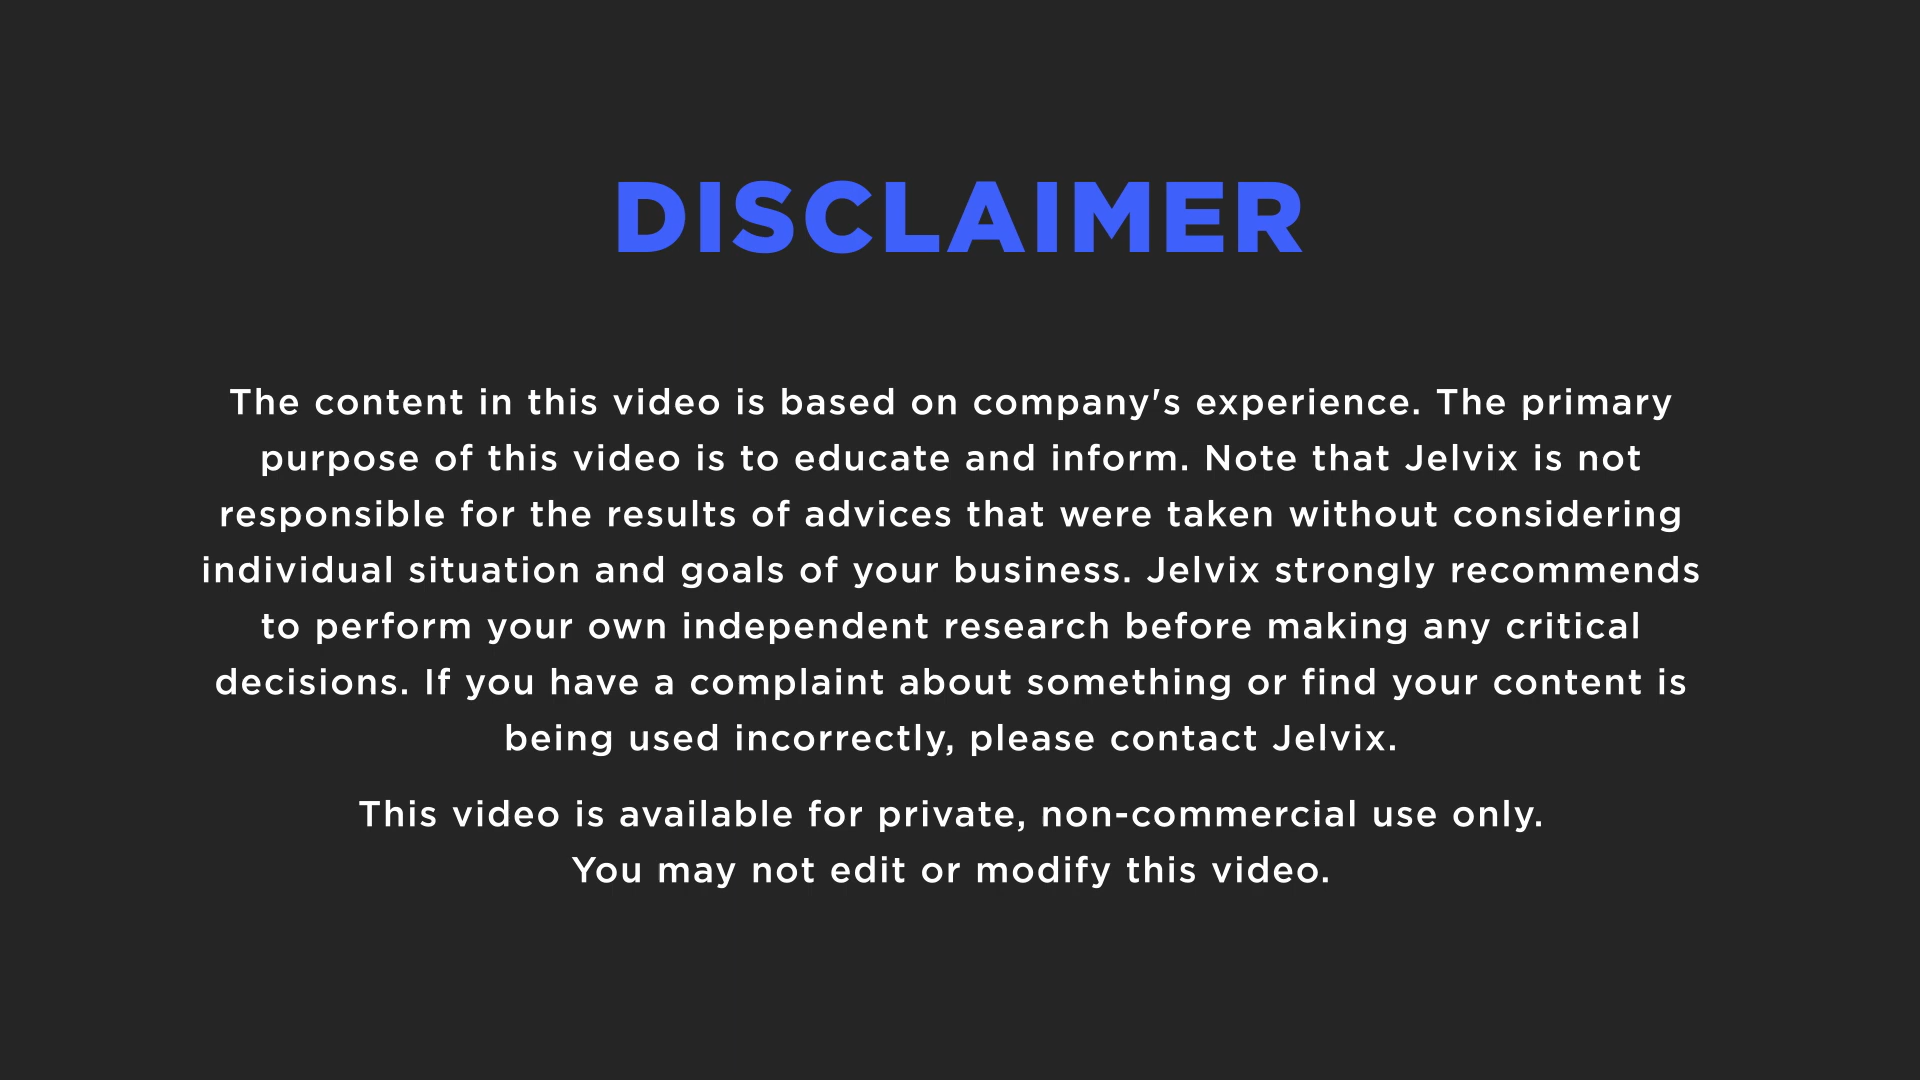 DISCLAIMER
The content in this video is based on company's experience. The primary
purpose of this video is to educate and inform. Note that Jelvix is not
responsible for the results of advices that were taken without considering
individual situation and goals of your business. Jelvix strongly recommends
to perform your own independent research before making any critical
decisions. If you have a complaint about something or find your content is
being used incorrectly, please contact Jelvix.
This video is available for private, non-commercial use only.
You may not edit or modify this video.